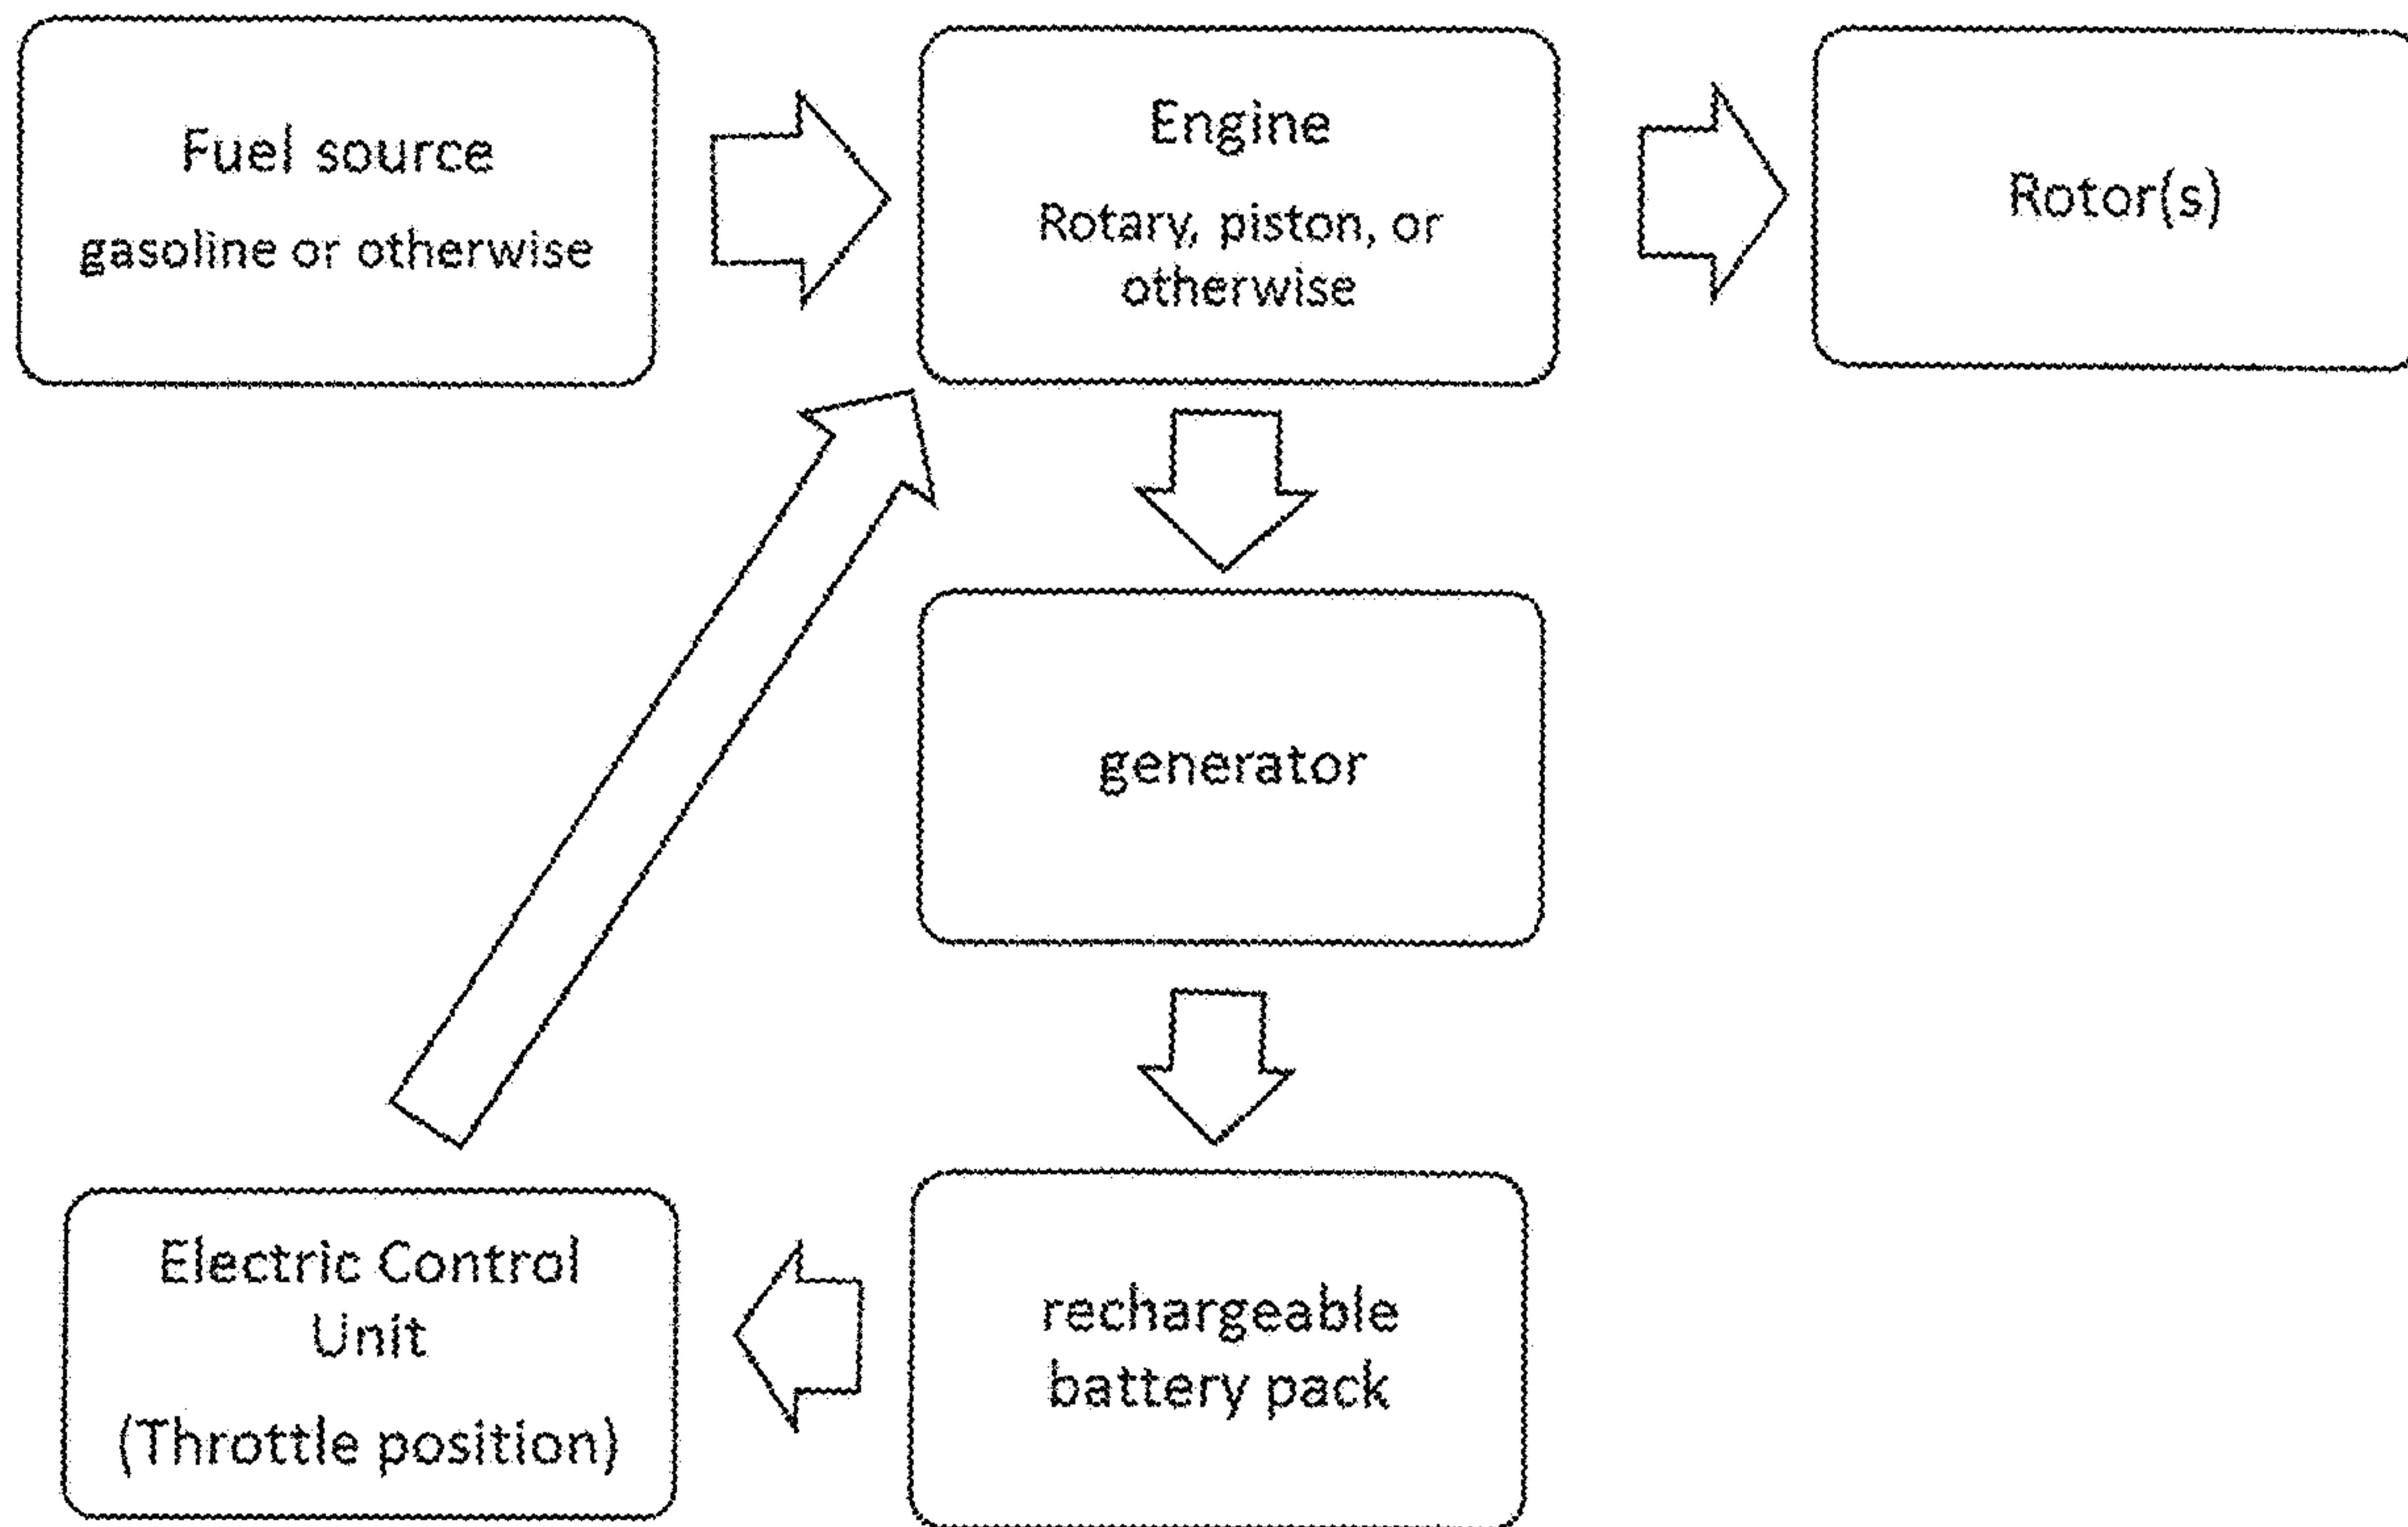 Fuel source
gasoline or otherwise
Engine
Rotary, piston, or
otherwise
Rotor(s)
generator
Electric Control
Unit
(Throttle position)
rechargeable
battery pack